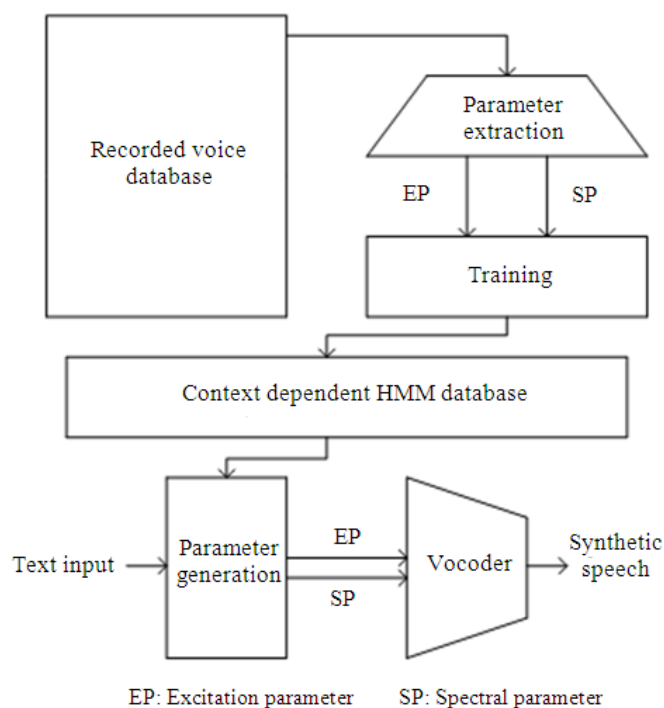 Recorded voice
database
Parameter
extraction
EP
SP
Training
Context dependent HMM database
Text input
Parameter
generation
EP
SP
Vocoder
Synthetic
speech
EP: Excitation parameter SP: Spectral parameter